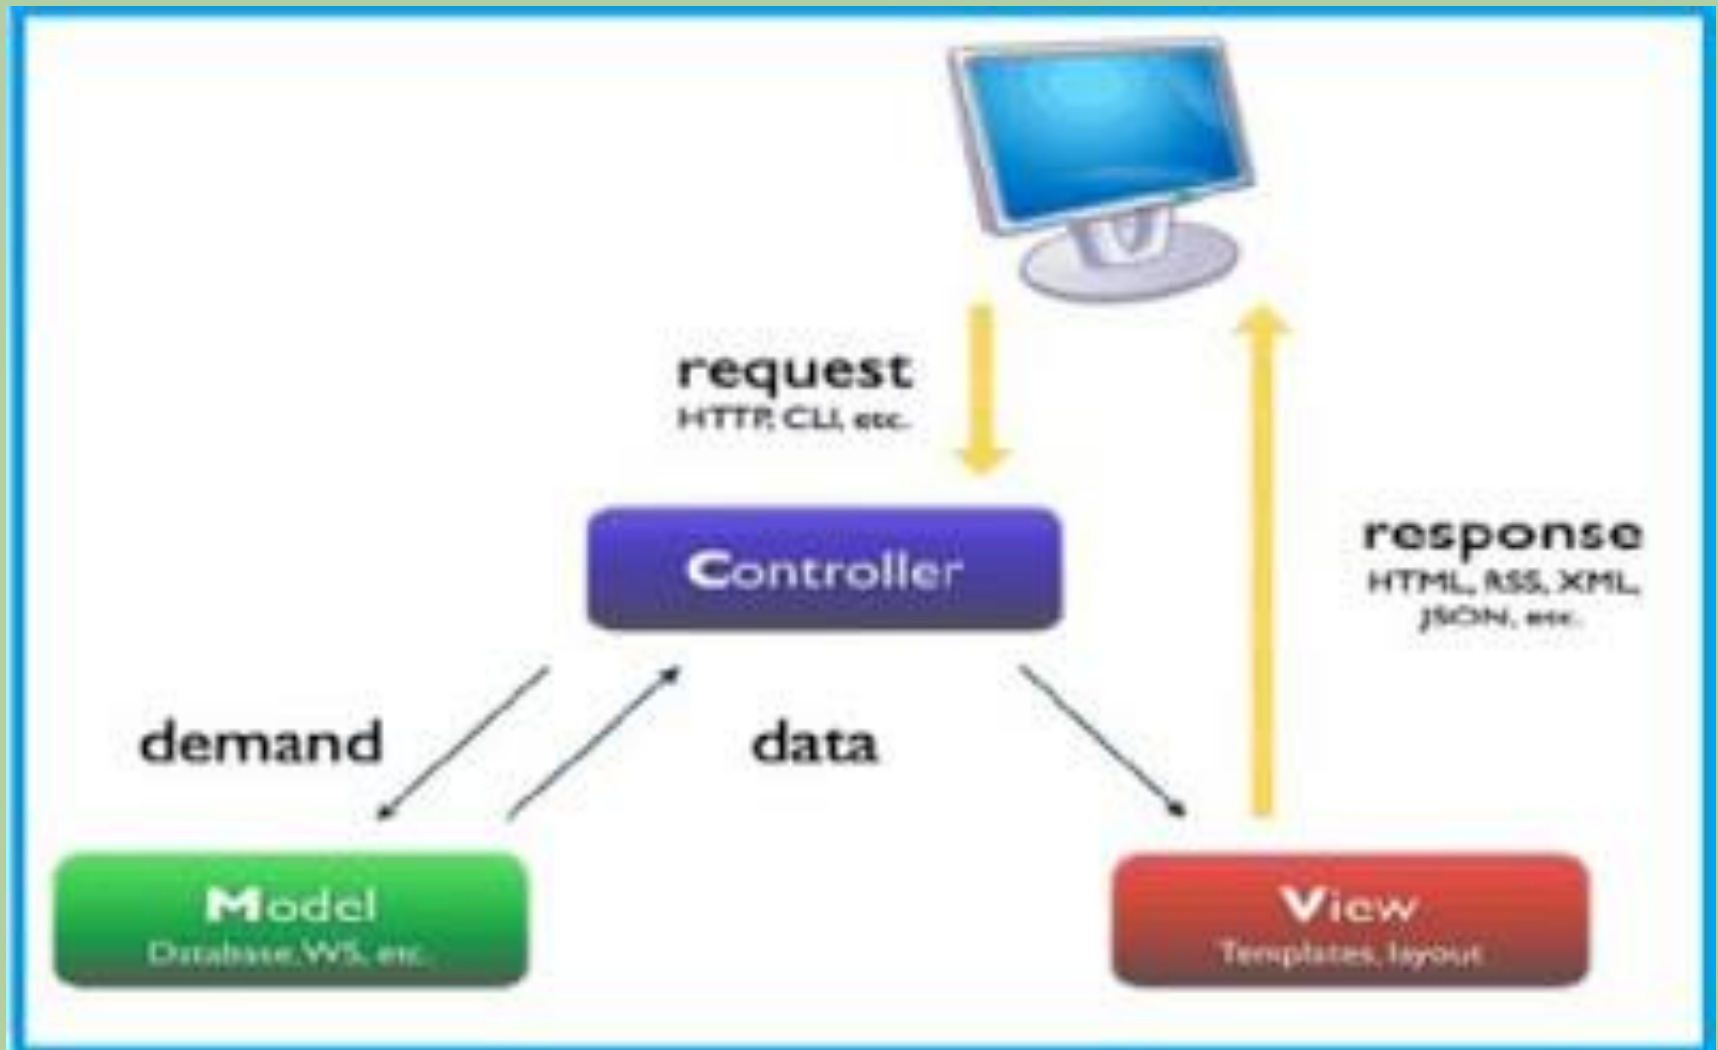 request
HTTP, CLI, etc.
Controller
response
HTML, RSS, XML,
JSON, etc.
demand
data
Model
Database, WS, etc.
View
Templates, layout